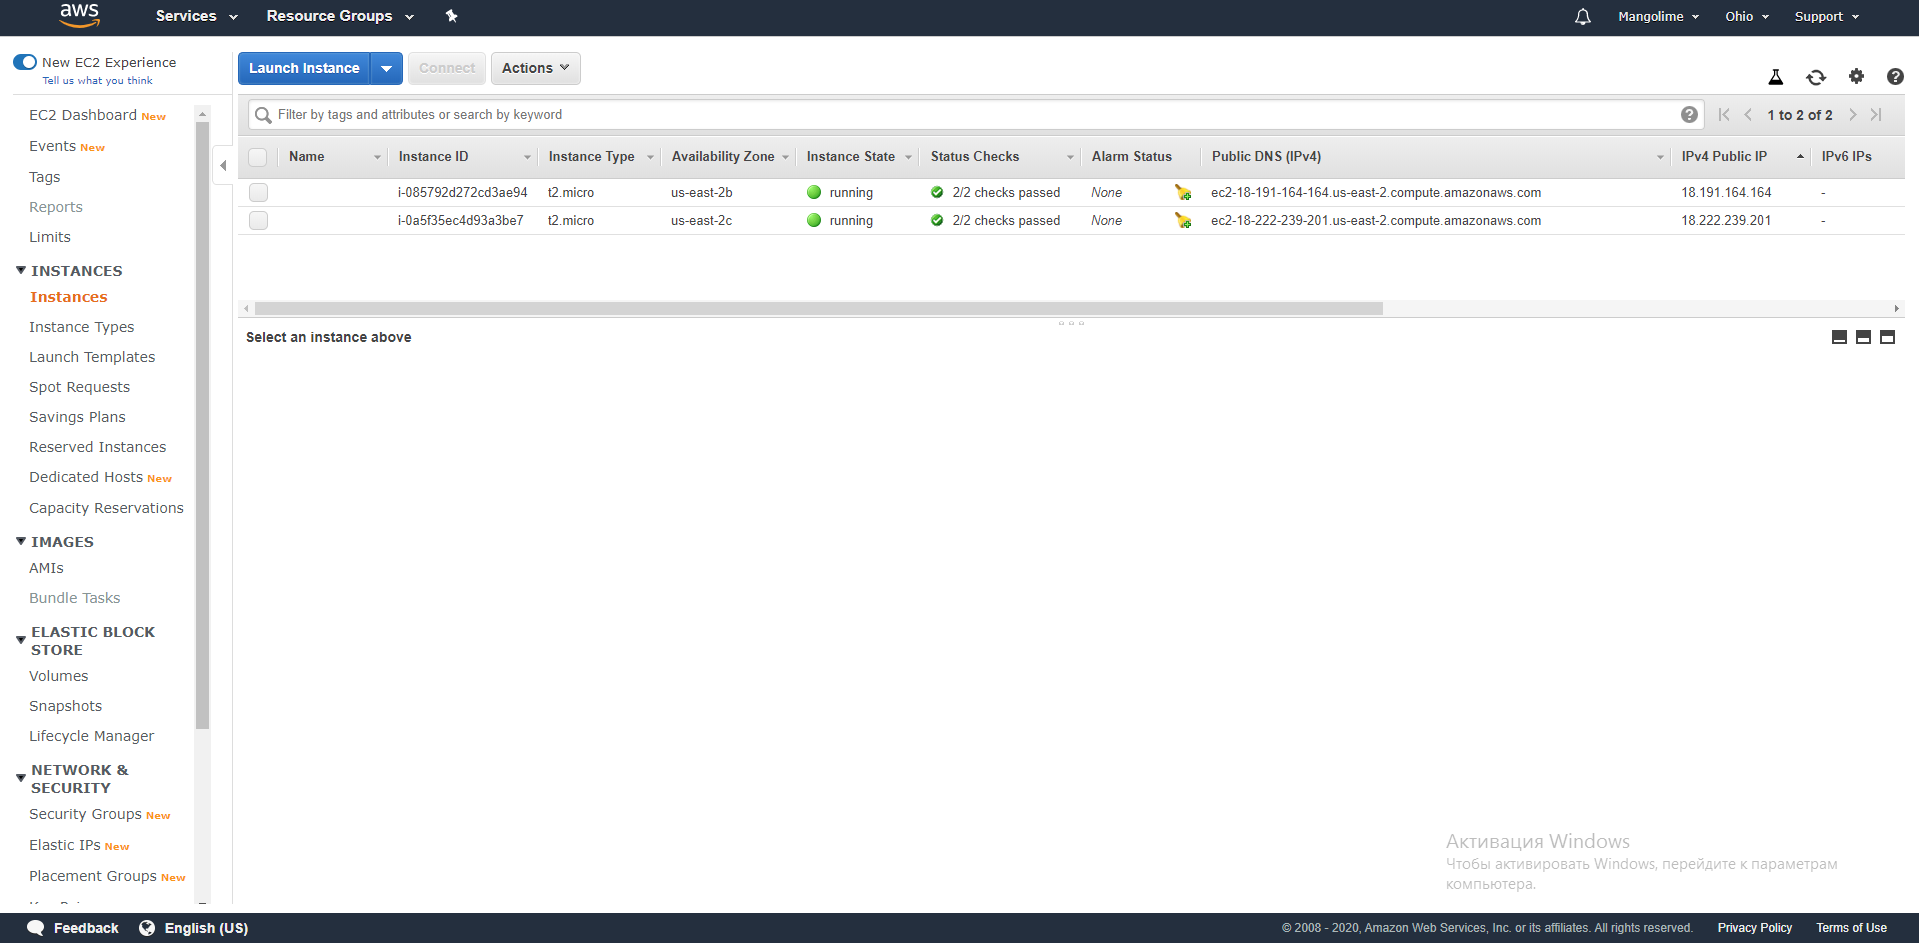 aws Services Resource Groups Mangolime Ohio Support
New EC2 Experience
Tell us what you think
EC2 Dashboard New
Events New
Tags
Reports
Limits
INSTANCES
Instances
Instance Types
Launch Templates
Spot Requests
Savings Plans
Reserved Instances
Dedicated Hosts New
Capacity Reservations
IMAGES
AMIs
Bundle Tasks
ELASTIC BLOCK
STORE
Volumes
Snapshots
Lifecycle Manager
NETWORK &
SECURITY
Security Groups New
Elastic IPs New
Placement Groups New
Launch Instance Connect Actions
Filter by tags and attributes or search by keyword 1 to 2 of 2
Name Instance ID Instance Type Availability Zone Instance State Status Checks Alarm Status Public DNS (IPv4) IPv4 Public IP IPv6 IPs
i-085792d272cd3ae94 t2.micro us-east-2b running 2/2 checks passed None ec2-18-191-164-164.us-east-2.compute.amazonaws.com 18.191.164.164 -
i-0a5f35ec4d93a3be7 t2.micro us-east-2c running 2/2 checks passed None ec2-18-222-239-201.us-east-2.compute.amazonaws.com 18.222.239.201 -
Select an instance above
Активация Windows
Чтобы активировать Windows, перейдите к параметрам
компьютера.
Feedback English (US) © 2008 - 2020, Amazon Web Services, Inc. or its affiliates. All rights reserved. Privacy Policy Terms of Use